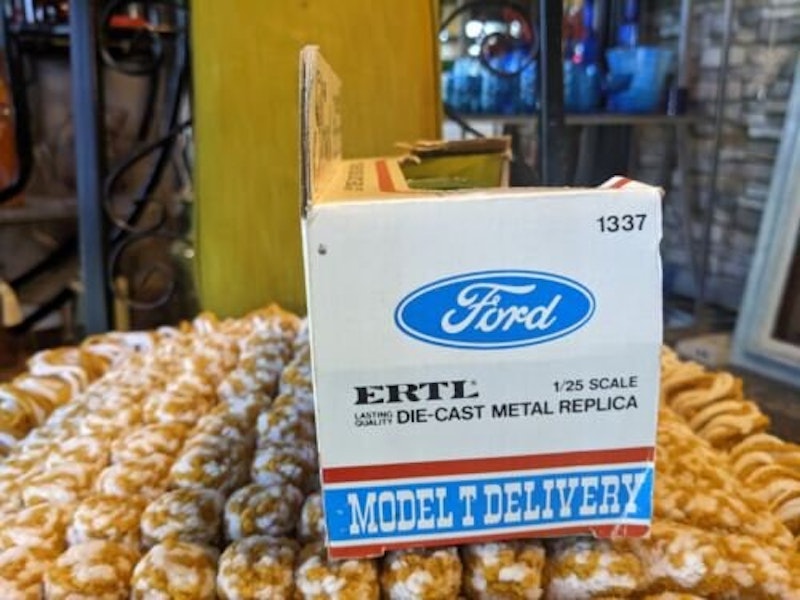 1337
Ford
ERTL
1/25 SCALE
LASTING QUALITY DIE-CAST METAL REPLICA
MODEL T DELIVERY